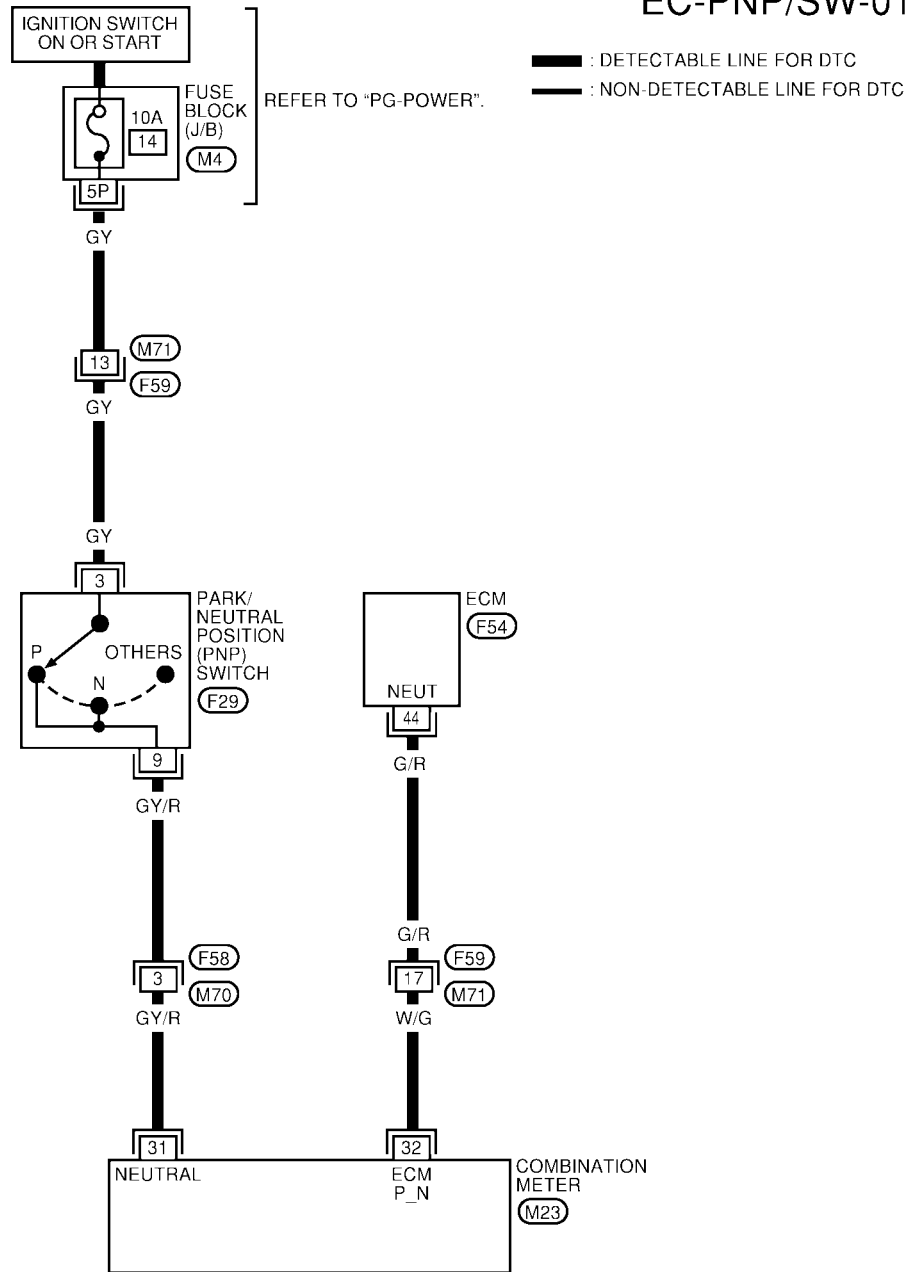 EC-PNP/SW-01
IGNITION SWITCH
ON OR START
: DETECTABLE LINE FOR DTC
: NON-DETECTABLE LINE FOR DTC
FUSE
BLOCK
(J/B)
10A
14
M4
REFER TO “PG-POWER”.
5P
GY
13
M71
F59
GY
GY
3
PARK/
NEUTRAL
POSITION
(PNP)
SWITCH
F29
P
OTHERS
N
9
GY/R
ECM
F54
NEUT
44
G/R
G/R
F58
3
M70
GY/R
F59
17
M71
W/G
31
NEUTRAL
32
ECM
P_N
COMBINATION
METER
M23